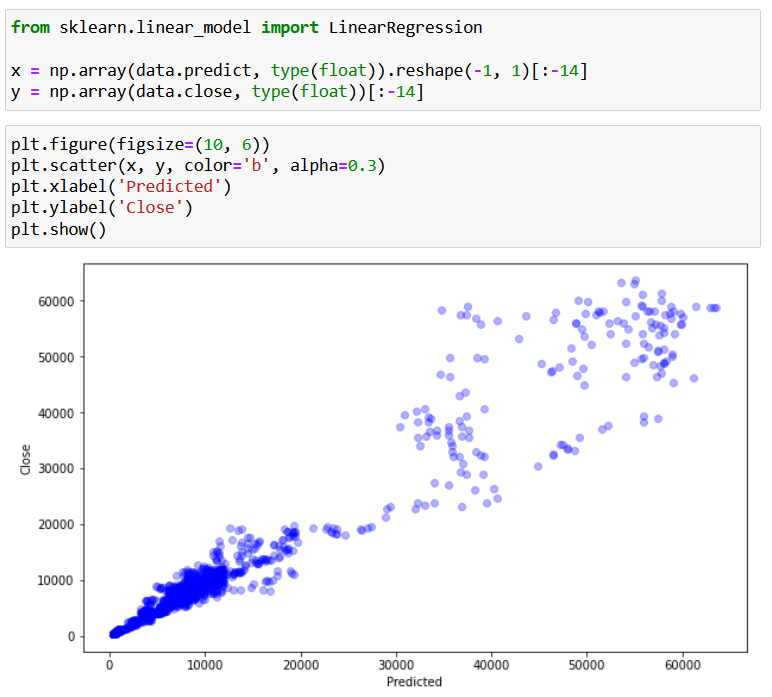 from sklearn.linear_model import LinearRegression
x = np.array(data.predict, type(float)).reshape(-1, 1)[:-14]
y = np.array(data.close, type(float))[:-14]
plt.figure(figsize=(10, 6))
plt.scatter(x, y, color='b', alpha=0.3)
plt.xlabel('Predicted')
plt.ylabel('Close')
plt.show()
60000
50000
40000
30000
20000
10000
0
Close
0 10000 20000 30000 40000 50000 60000
Predicted